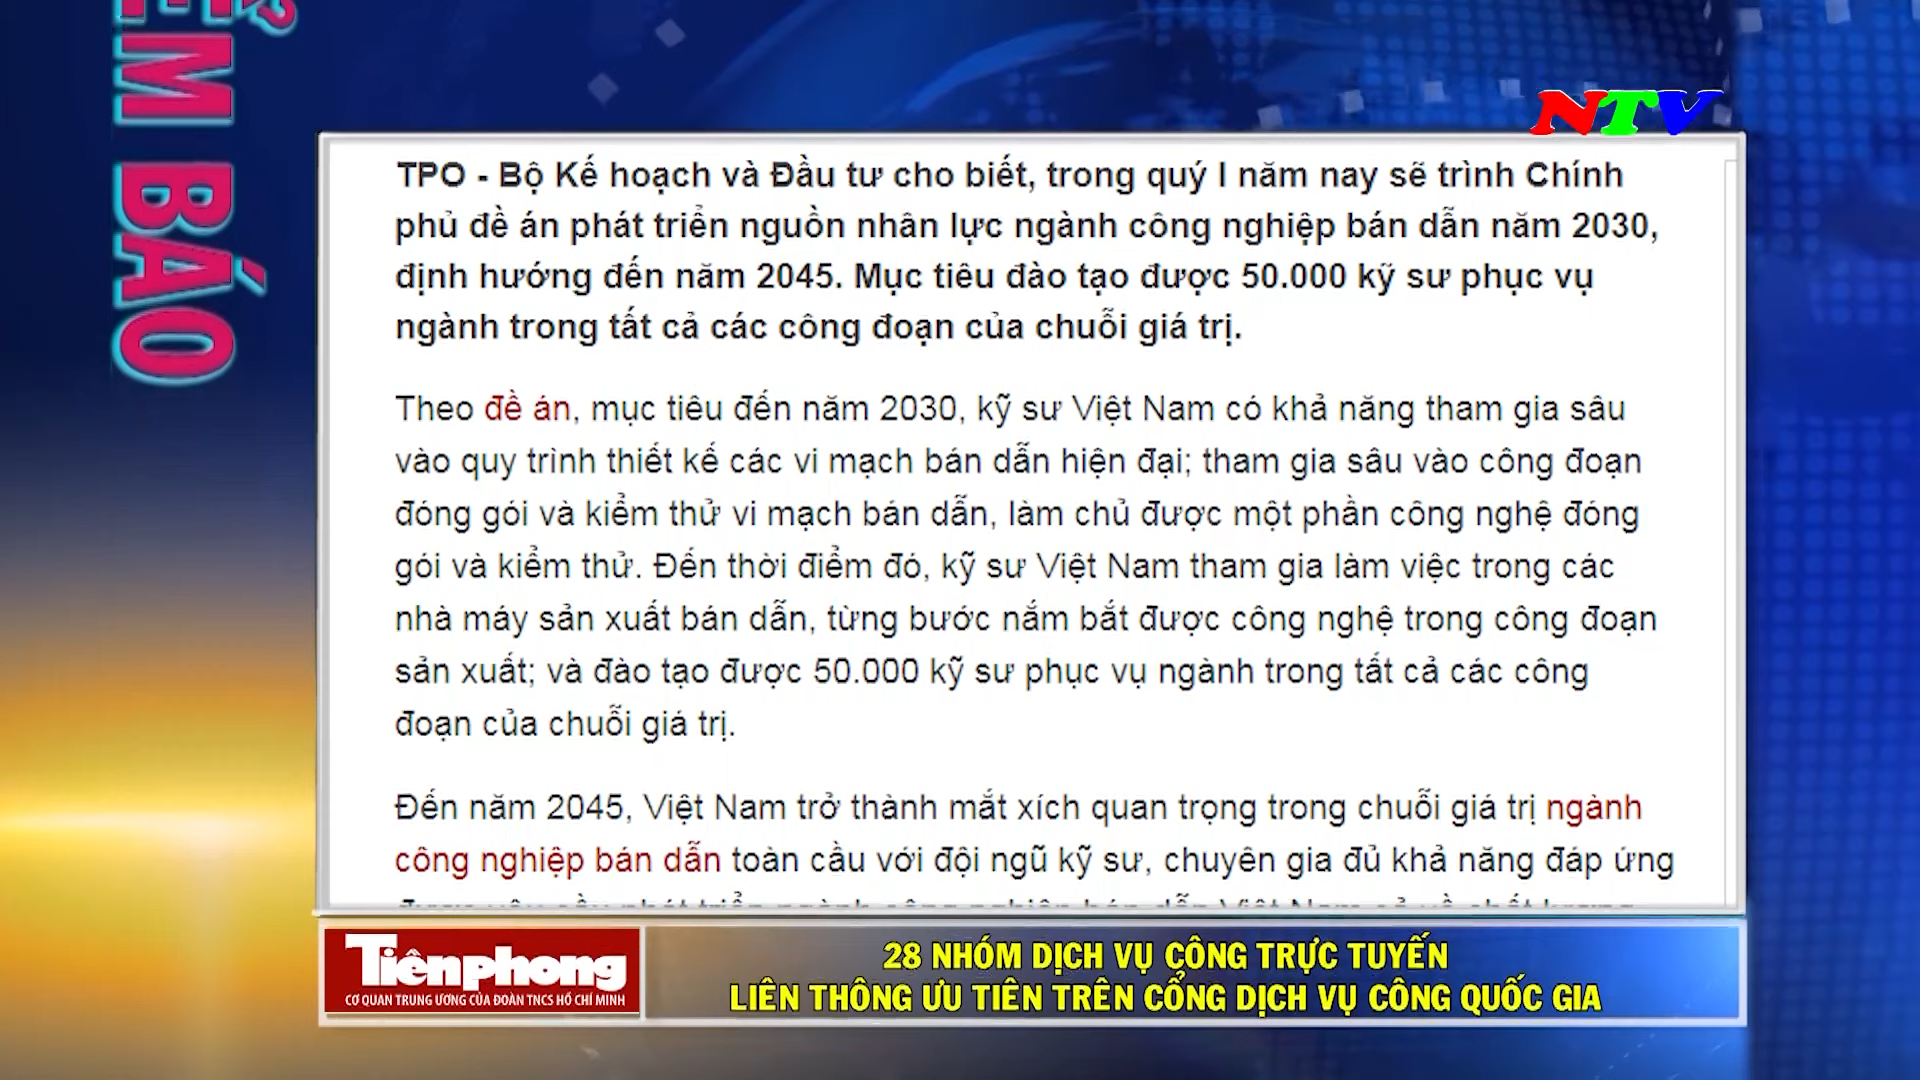 ỂM BÁO
NTV
TPO - Bộ Kế hoạch và Đầu tư cho biết, trong quý I năm nay sẽ trình Chính
phủ đề án phát triển nguồn nhân lực ngành công nghiệp bán dẫn năm 2030,
định hướng đến năm 2045. Mục tiêu đào tạo được 50.000 kỹ sư phục vụ
ngành trong tất cả các công đoạn của chuỗi giá trị.
Theo đề án, mục tiêu đến năm 2030, kỹ sư Việt Nam có khả năng tham gia sâu
vào quy trình thiết kế các vi mạch bán dẫn hiện đại; tham gia sâu vào công đoạn
đóng gói và kiểm thử vi mạch bán dẫn, làm chủ được một phần công nghệ đóng
gói và kiểm thử. Đến thời điểm đó, kỹ sư Việt Nam tham gia làm việc trong các
nhà máy sản xuất bán dẫn, từng bước nắm bắt được công nghệ trong công đoạn
sản xuất; và đào tạo được 50.000 kỹ sư phục vụ ngành trong tất cả các công
đoạn của chuỗi giá trị.
Đến năm 2045, Việt Nam trở thành mắt xích quan trọng trong chuỗi giá trị ngành
công nghiệp bán dẫn toàn cầu với đội ngũ kỹ sư, chuyên gia đủ khả năng đáp ứng
Tiền phong
CƠ QUAN TRUNG ƯƠNG CỦA ĐOÀN TNCS HỒ CHÍ MINH
28 NHÓM DỊCH VỤ CÔNG TRỰC TUYẾN
LIÊN THÔNG ƯU TIÊN TRÊN CỔNG DỊCH VỤ CÔNG QUỐC GIA